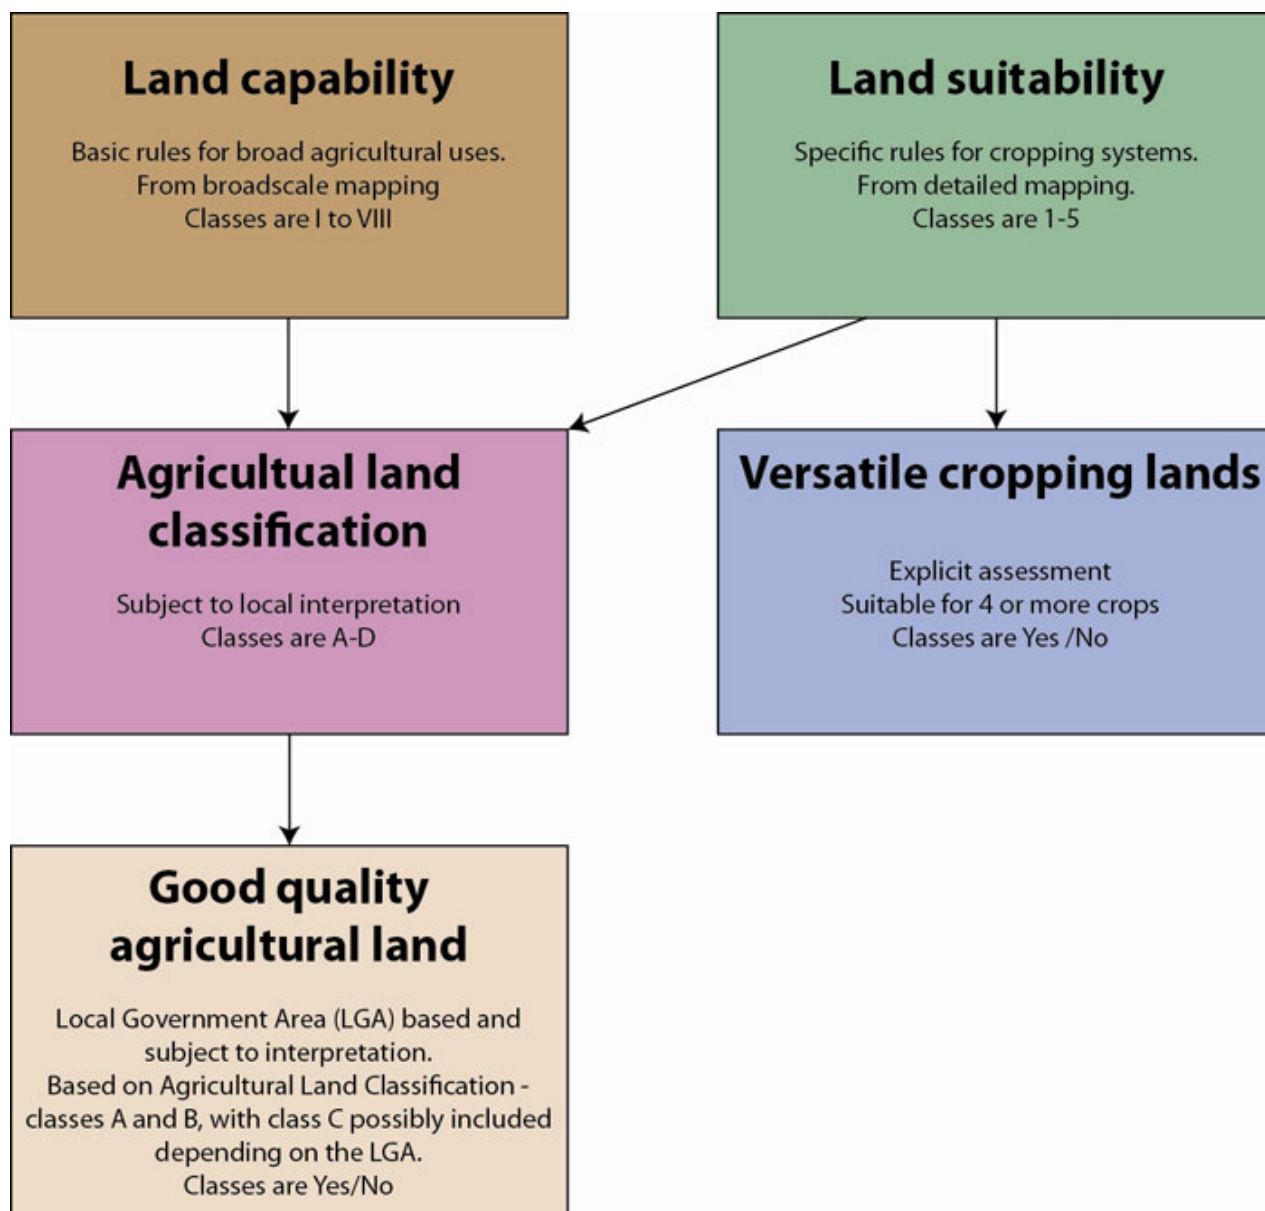 Land capability
Basic rules for broad agricultural uses.
From broadscale mapping
Classes are I to VIII
Land suitability
Specific rules for cropping systems.
From detailed mapping.
Classes are 1-5
Agricultual land
classification
Subject to local interpretation
Classes are A-D
Versatile cropping lands
Explicit assessment
Suitable for 4 or more crops
Classes are Yes /No
Good quality
agricultural land
Local Government Area (LGA) based and
subject to interpretation.
Based on Agricultural Land Classification -
classes A and B, with class C possibly included
depending on the LGA.
Classes are Yes/No